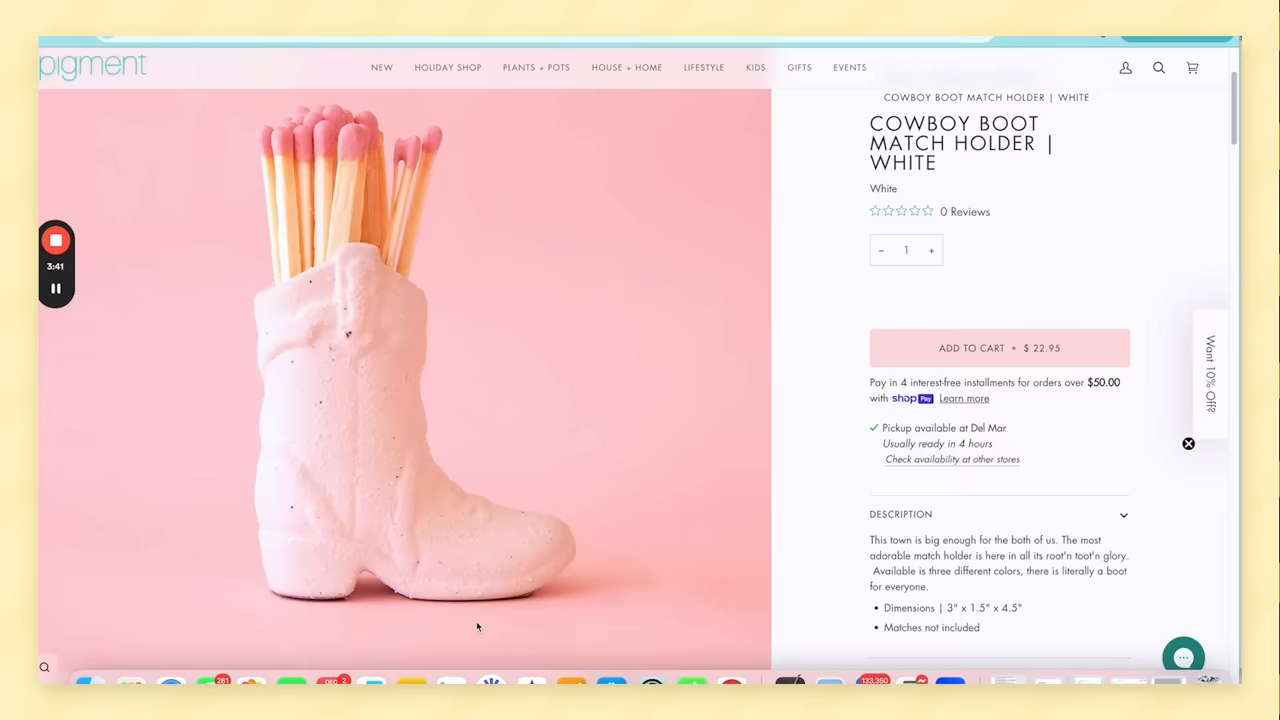 pigment
NEW HOLIDAY SHOP PLANTS + POTS HOUSE + HOME LIFESTYLE KIDS GIFTS EVENTS
COWBOY BOOT MATCH HOLDER | WHITE
COWBOY BOOT
MATCH HOLDER |
WHITE
White
0 Reviews
− 1 +
3:41
ADD TO CART • $ 22.95
Pay in 4 interest-free installments for orders over $50.00
with shop Pay Learn more
Want 10% Off?
Pickup available at Del Mar
Usually ready in 4 hours
Check availability at other stores
DESCRIPTION
This town is big enough for the both of us. The most
adorable match holder is here in all its root'n toot'n glory.
Available is three different colors, there is literally a boot
for everyone.
• Dimensions | 3" x 1.5" x 4.5"
• Matches not included
261
DEC 2
133,360